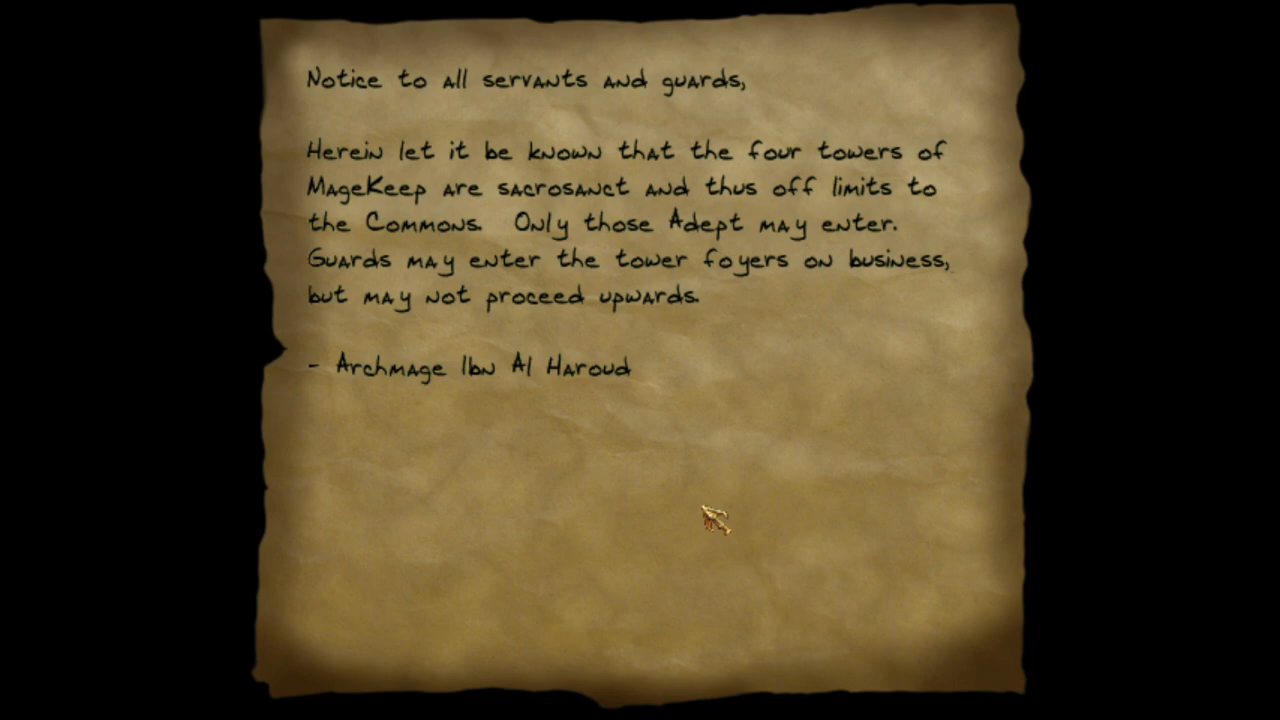 Notice to all servants and guards,
Herein let it be known that the four towers of
MageKeep are sacrosanct and thus off limits to
the Commons.  Only those Adept may enter.
Guards may enter the tower foyers on business,
but may not proceed upwards.
- Archmage Ibn Al Haroud